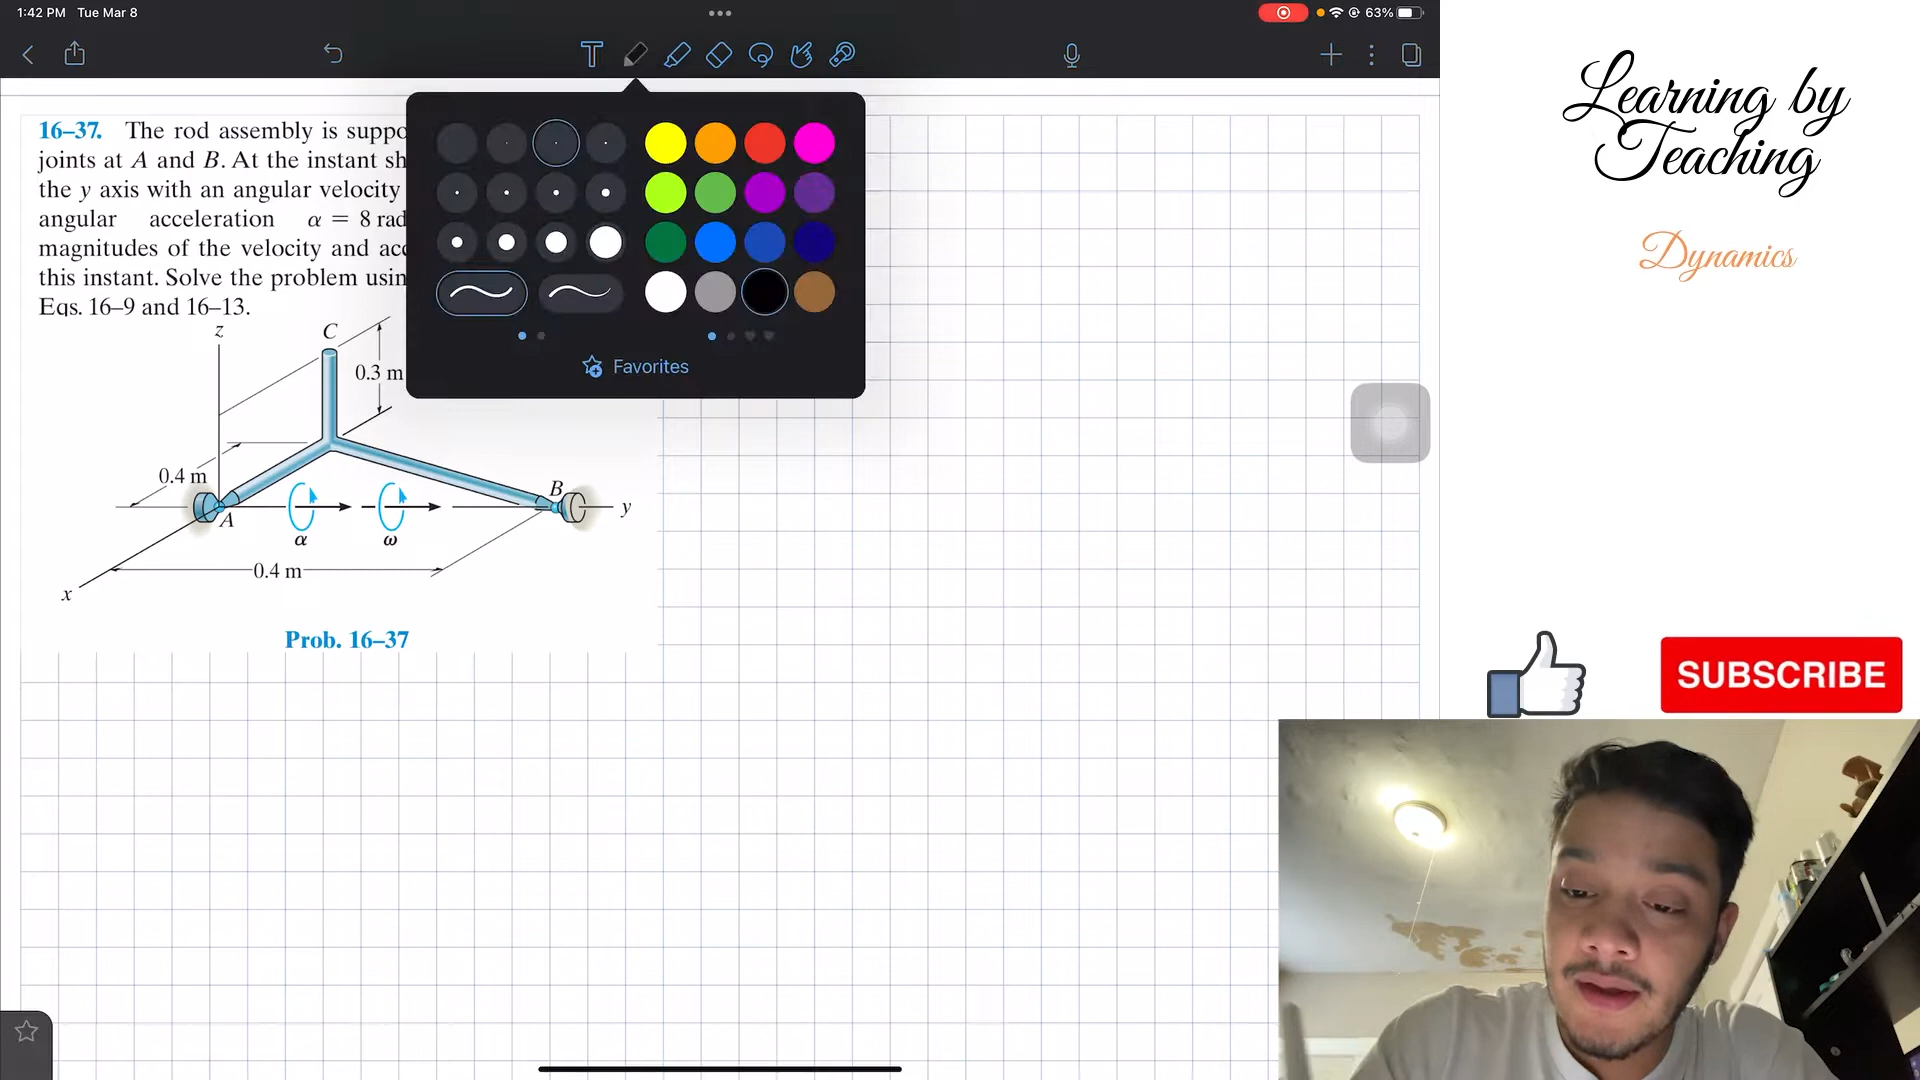 1:42 PM Tue Mar 8
63%
T
16–37. The rod assembly is suppo
joints at A and B. At the instant sh
the y axis with an angular velocity
angular acceleration α = 8 rad
magnitudes of the velocity and acc
this instant. Solve the problem usin
Eqs. 16–9 and 16–13.
Favorites
z
C
0.3 m
0.4 m
A
B
y
α
ω
0.4 m
x
Prob. 16–37
Learning by
Teaching
Dynamics
SUBSCRIBE